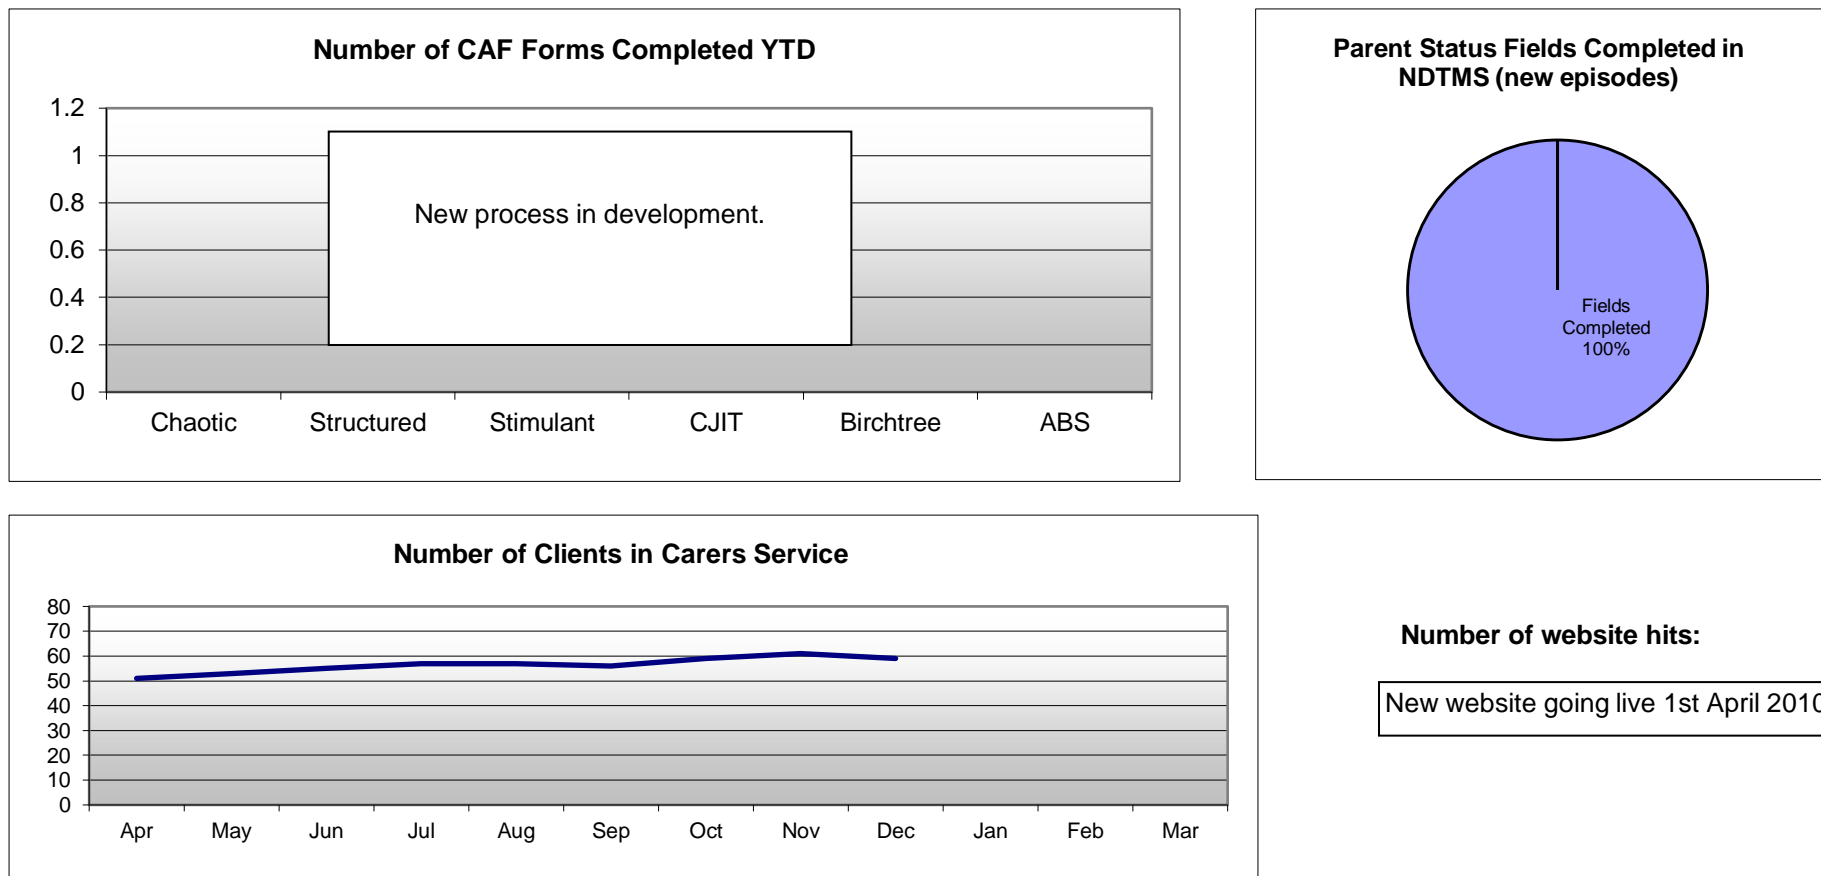 Number of CAF Forms Completed YTD
1.2
1
0.8
0.6
0.4
0.2
0
New process in development.
Chaotic Structured Stimulant CJIT Birchtree ABS
Parent Status Fields Completed in
NDTMS (new episodes)
Fields
Completed
100%
Number of Clients in Carers Service
80
70
60
50
40
30
20
10
0
Apr May Jun Jul Aug Sep Oct Nov Dec Jan Feb Mar
Number of website hits:
New website going live 1st April 2010